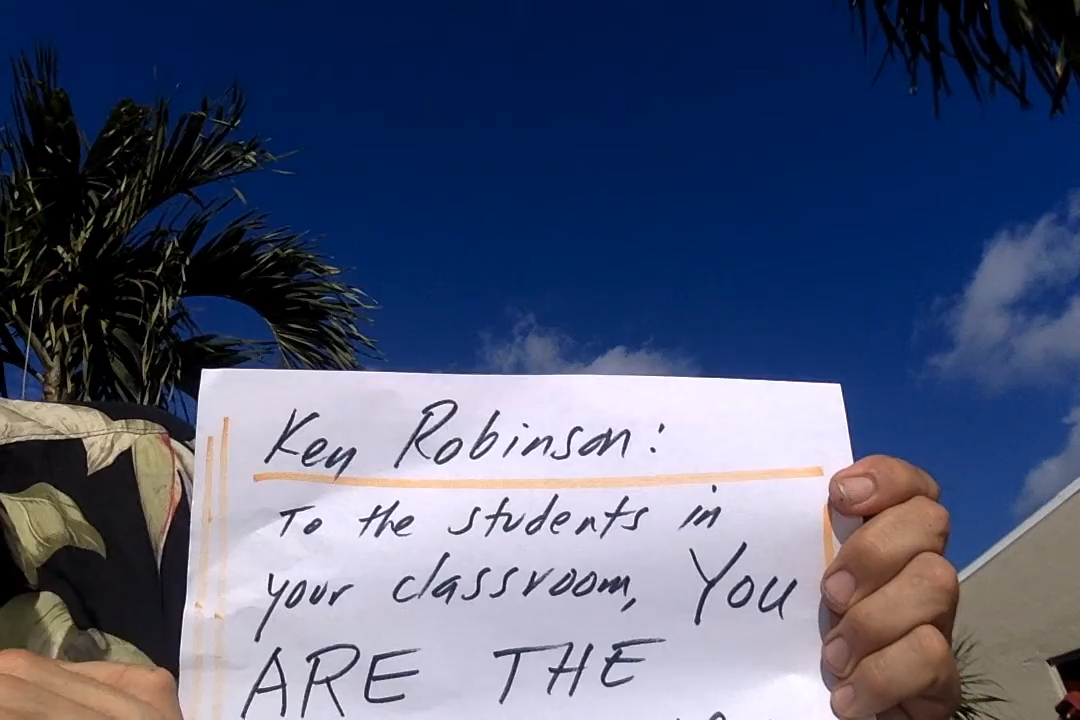 Ken Robinson:
To the students in
your classroom, YOU
ARE THE